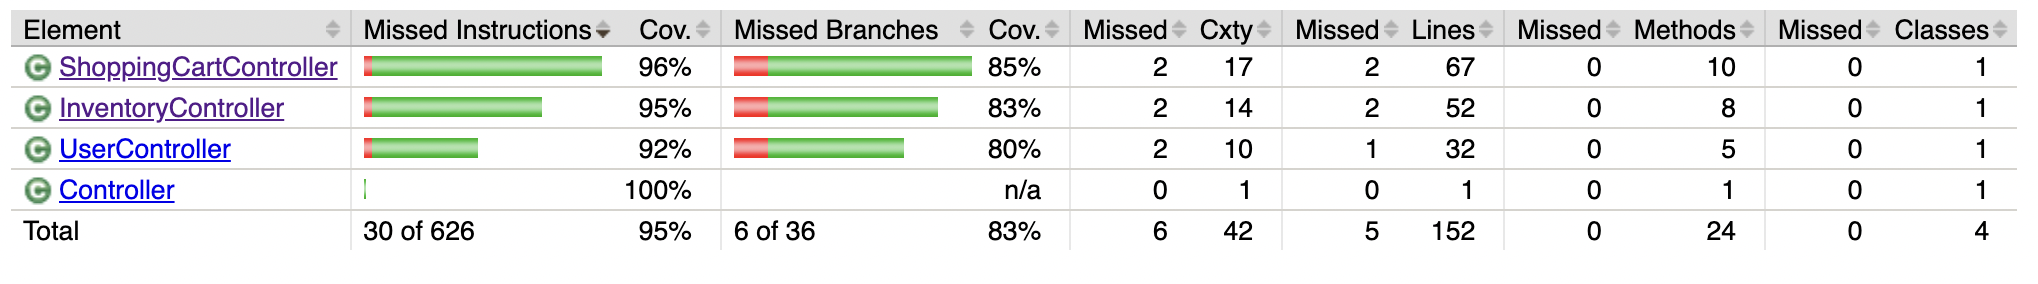 Element Missed Instructions Cov. Missed Branches Cov. Missed Cxty Missed Lines Missed Methods Missed Classes
C ShoppingCartController 96% 85% 2 17 2 67 0 10 0 1
C InventoryController 95% 83% 2 14 2 52 0 8 0 1
C UserController 92% 80% 2 10 1 32 0 5 0 1
C Controller 100% n/a 0 1 0 1 0 1 0 1
Total 30 of 626 95% 6 of 36 83% 6 42 5 152 0 24 0 4